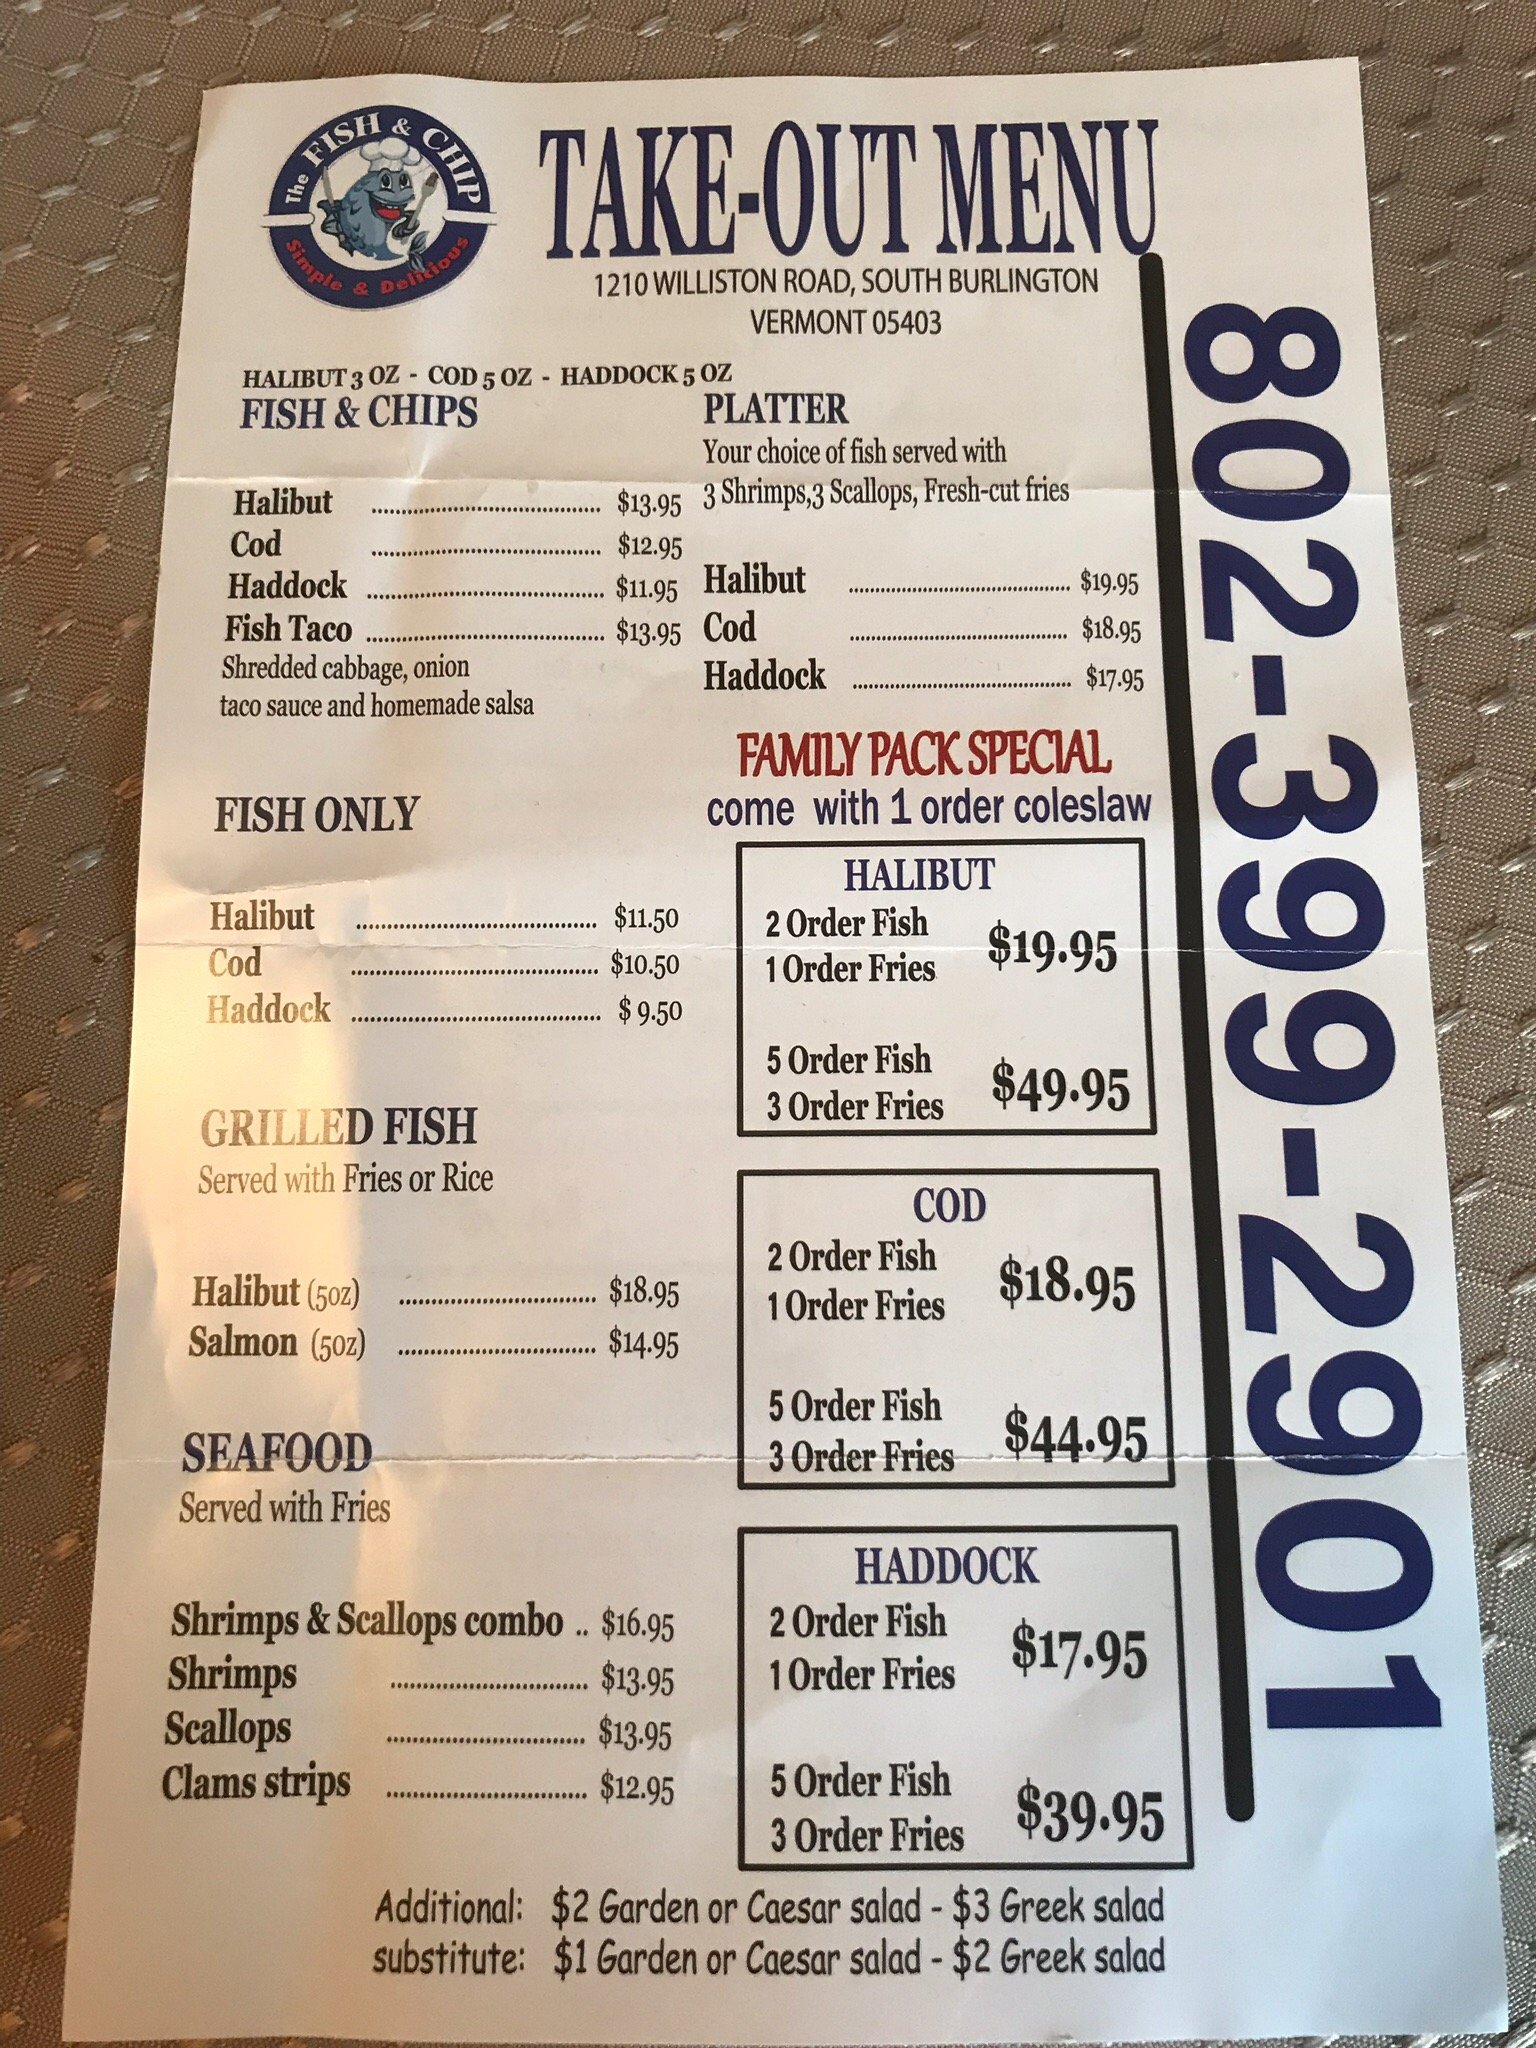 The FISH & CHIP
Simple & Delicious
TAKE-OUT MENU
1210 WILLISTON ROAD, SOUTH BURLINGTON
VERMONT 05403
802-399-2901
HALIBUT 3 OZ - COD 5 OZ - HADDOCK 5 OZ
FISH & CHIPS
Halibut ........................................ $13.95
Cod ........................................ $12.95
Haddock ........................................ $11.95
Fish Taco ........................................ $13.95
Shredded cabbage, onion
taco sauce and homemade salsa
FISH ONLY
Halibut ........................................ $11.50
Cod ........................................ $10.50
Haddock ........................................ $ 9.50
GRILLED FISH
Served with Fries or Rice
Halibut (5oz) .................................. $18.95
Salmon (5oz) .................................. $14.95
SEAFOOD
Served with Fries
Shrimps & Scallops combo .. $16.95
Shrimps .................................. $13.95
Scallops .................................. $13.95
Clams strips .................................. $12.95
PLATTER
Your choice of fish served with
3 Shrimps,3 Scallops, Fresh-cut fries
Halibut ........................................ $19.95
Cod ........................................ $18.95
Haddock ........................................ $17.95
FAMILY PACK SPECIAL
come with 1 order coleslaw
HALIBUT
2 Order Fish
1 Order Fries
$19.95
5 Order Fish
3 Order Fries
$49.95
COD
2 Order Fish
1 Order Fries
$18.95
5 Order Fish
3 Order Fries
$44.95
HADDOCK
2 Order Fish
1 Order Fries
$17.95
5 Order Fish
3 Order Fries
$39.95
Additional: $2 Garden or Caesar salad - $3 Greek salad
substitute: $1 Garden or Caesar salad - $2 Greek salad